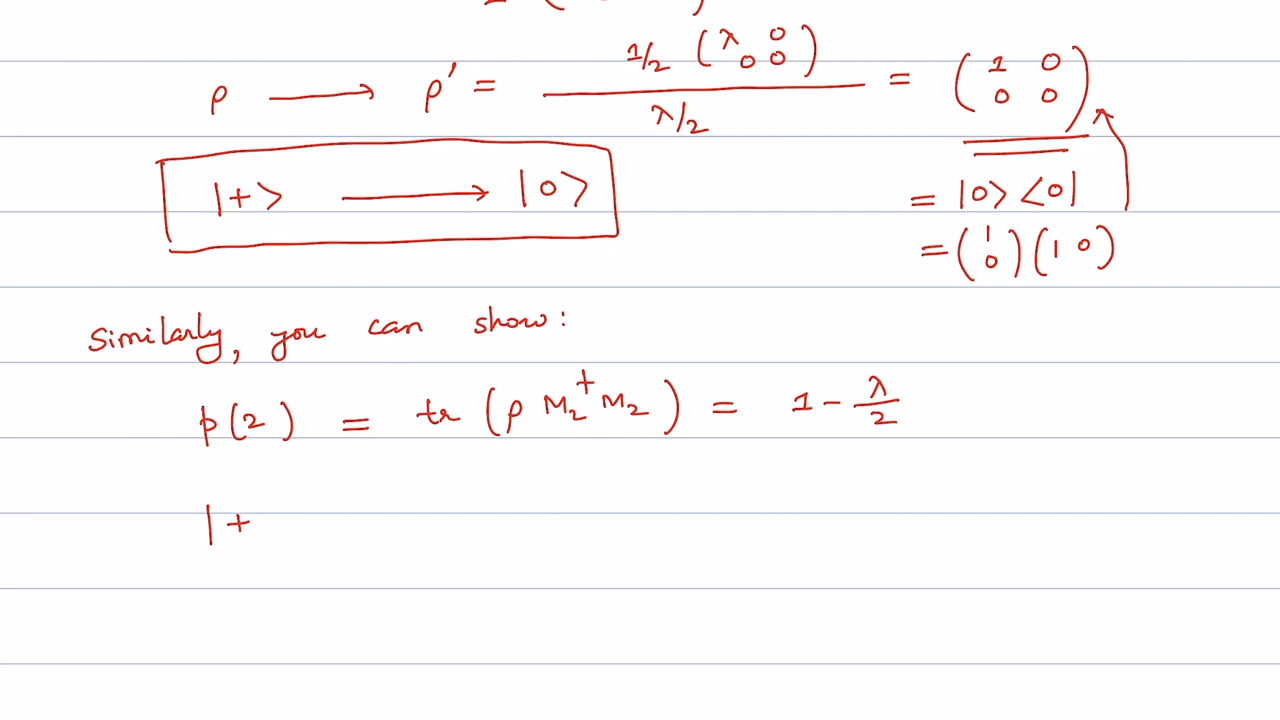 ρ ⟶ ρ' = 1/2 (λ 0 0 0) / λ/2 = (1 0 0 0)
|+> ⟶ |0>
= |0> <0|
= (1 0) (1 0)
Similarly, you can show:
p(2) = tr (ρ M₂† M₂) = 1 - λ/2
|+